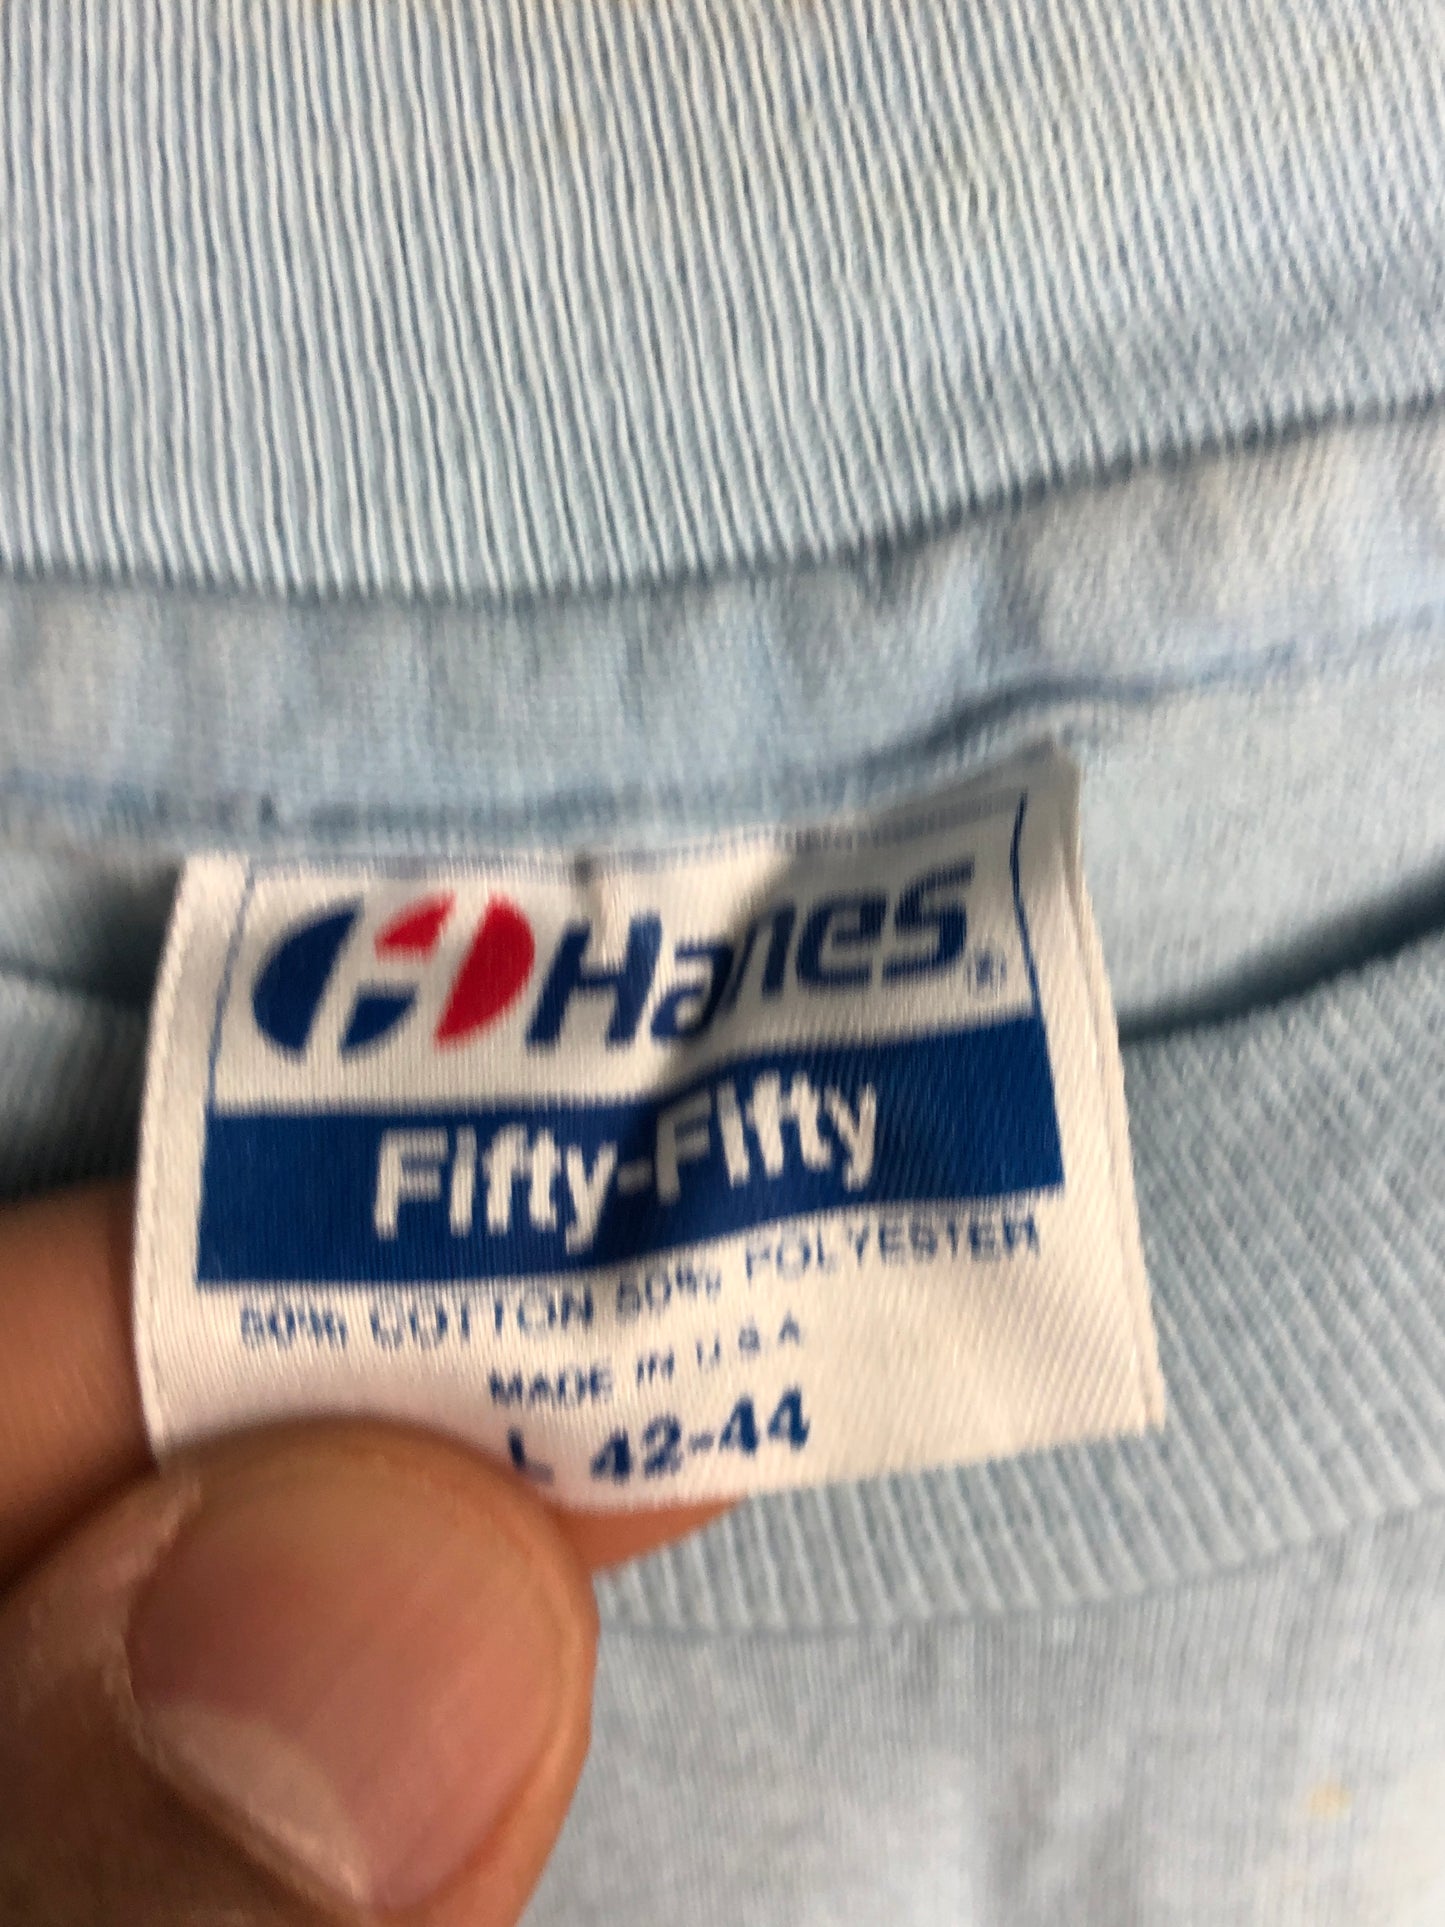 Hanes®
Fifty-Fifty
50% COTTON 50% POLYESTER
MADE IN U.S.A
L 42-44